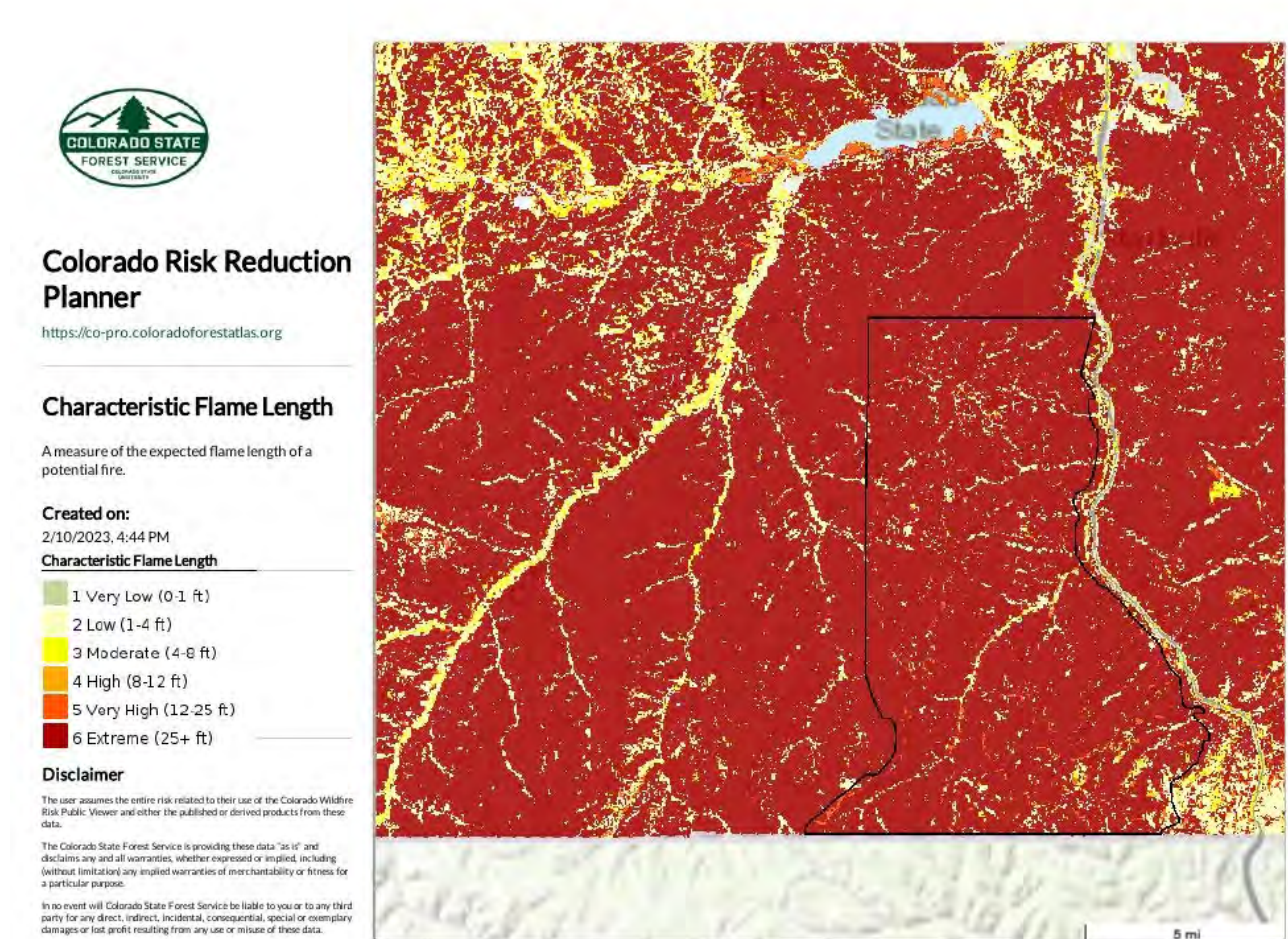 COLORADO STATE
FOREST SERVICE
COLORADO STATE
UNIVERSITY
Colorado Risk Reduction
Planner
https://co-pro.coloradoforestatlas.org
Characteristic Flame Length
A measure of the expected flame length of a
potential fire.
Created on:
2/10/2023, 4:44 PM
Characteristic Flame Length
1 Very Low (0-1 ft)
2 Low (1-4 ft)
3 Moderate (4-8 ft)
4 High (8-12 ft)
5 Very High (12-25 ft)
6 Extreme (25+ ft)
Disclaimer
The user assumes the entire risk related to their use of the Colorado Wildfire
Risk Public Viewer and either the published or derived products from these
data.
The Colorado State Forest Service is providing these data "as is" and
disclaims any and all warranties, whether expressed or implied, including
(without limitation) any implied warranties of merchantability or fitness for
a particular purpose.
In no event will Colorado State Forest Service be liable to you or to any third
party for any direct, indirect, incidental, consequential, special or exemplary
damages or lost profit resulting from any use or misuse of these data.
State
5 mi